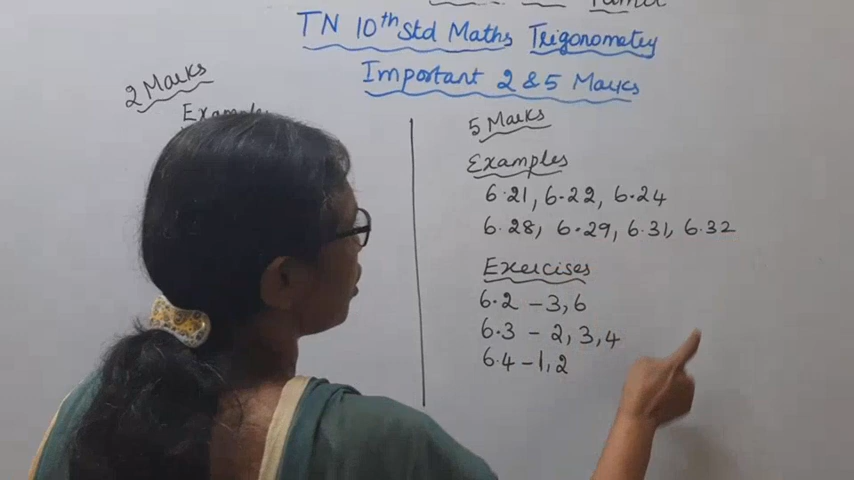 TN 10th Std Maths Trigonometry
Important 2 & 5 Marks
2 Marks
5 Marks
Examples
6.21, 6.22, 6.24
6.28, 6.29, 6.31, 6.32
Exercises
6.2 - 3, 6
6.3 - 2, 3, 4
6.4 - 1, 2